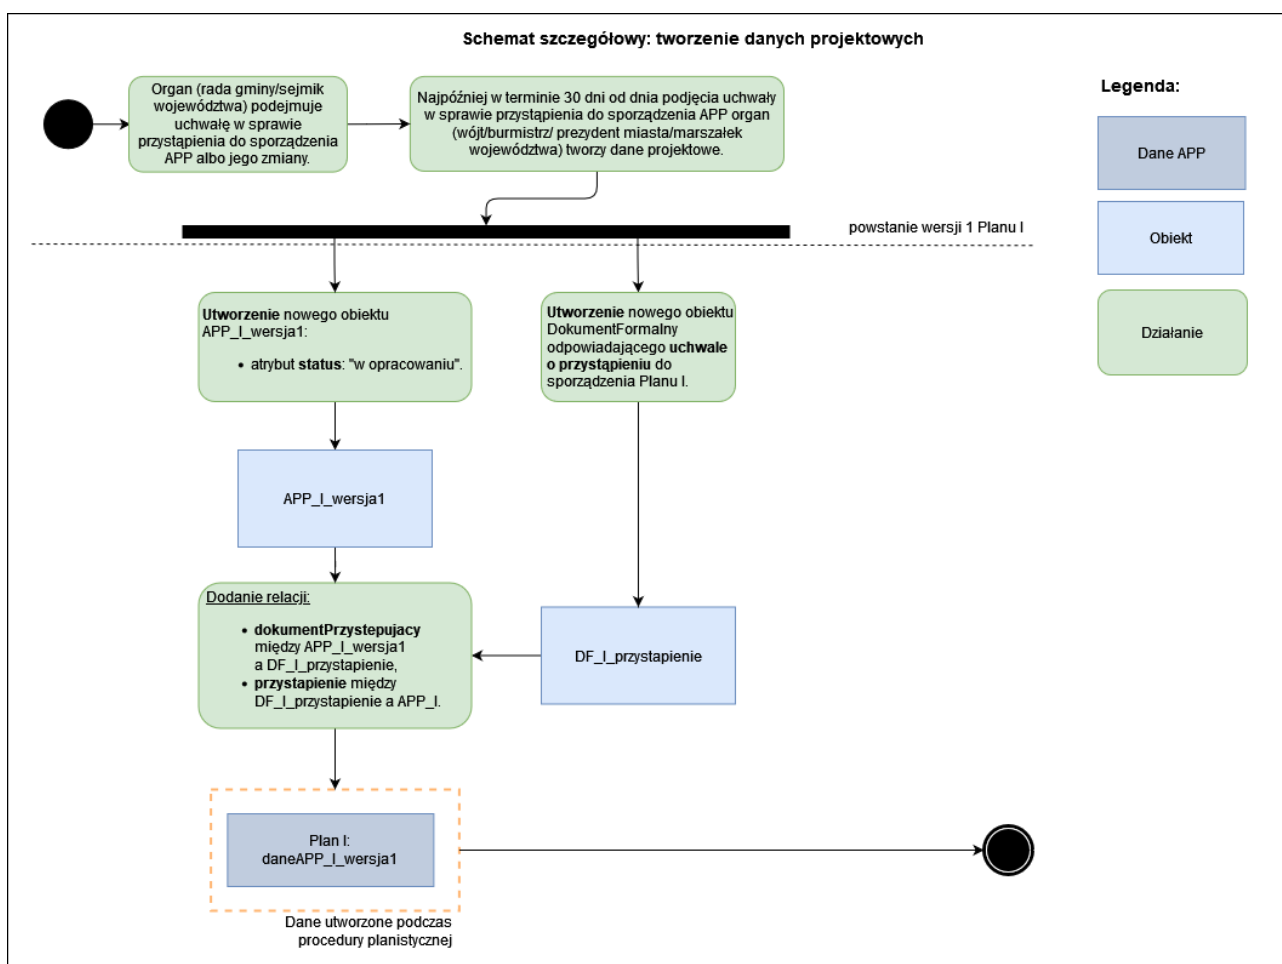 Schemat szczegółowy: tworzenie danych projektowych
Organ (rada gminy/sejmik
województwa) podejmuje
uchwałę w sprawie
przystąpienia do sporządzenia
APP albo jego zmiany.
Najpóźniej w terminie 30 dni od dnia podjęcia uchwały
w sprawie przystąpienia do sporządzenia APP organ
(wójt/burmistrz/ prezydent miasta/marszałek
województwa) tworzy dane projektowe.
Legenda:
Dane APP
Obiekt
Działanie
powstanie wersji 1 Planu I
Utworzenie nowego obiektu
APP_I_wersja1:
• atrybut status: "w opracowaniu".
Utworzenie nowego obiektu
DokumentFormalny
odpowiadającego uchwale
o przystąpieniu do
sporządzenia Planu I.
APP_I_wersja1
Dodanie relacji:
• dokumentPrzystepujacy
między APP_I_wersja1
a DF_I_przystapienie,
• przystapienie między
DF_I_przystapienie a APP_I.
DF_I_przystapienie
Plan I:
daneAPP_I_wersja1
Dane utworzone podczas
procedury planistycznej